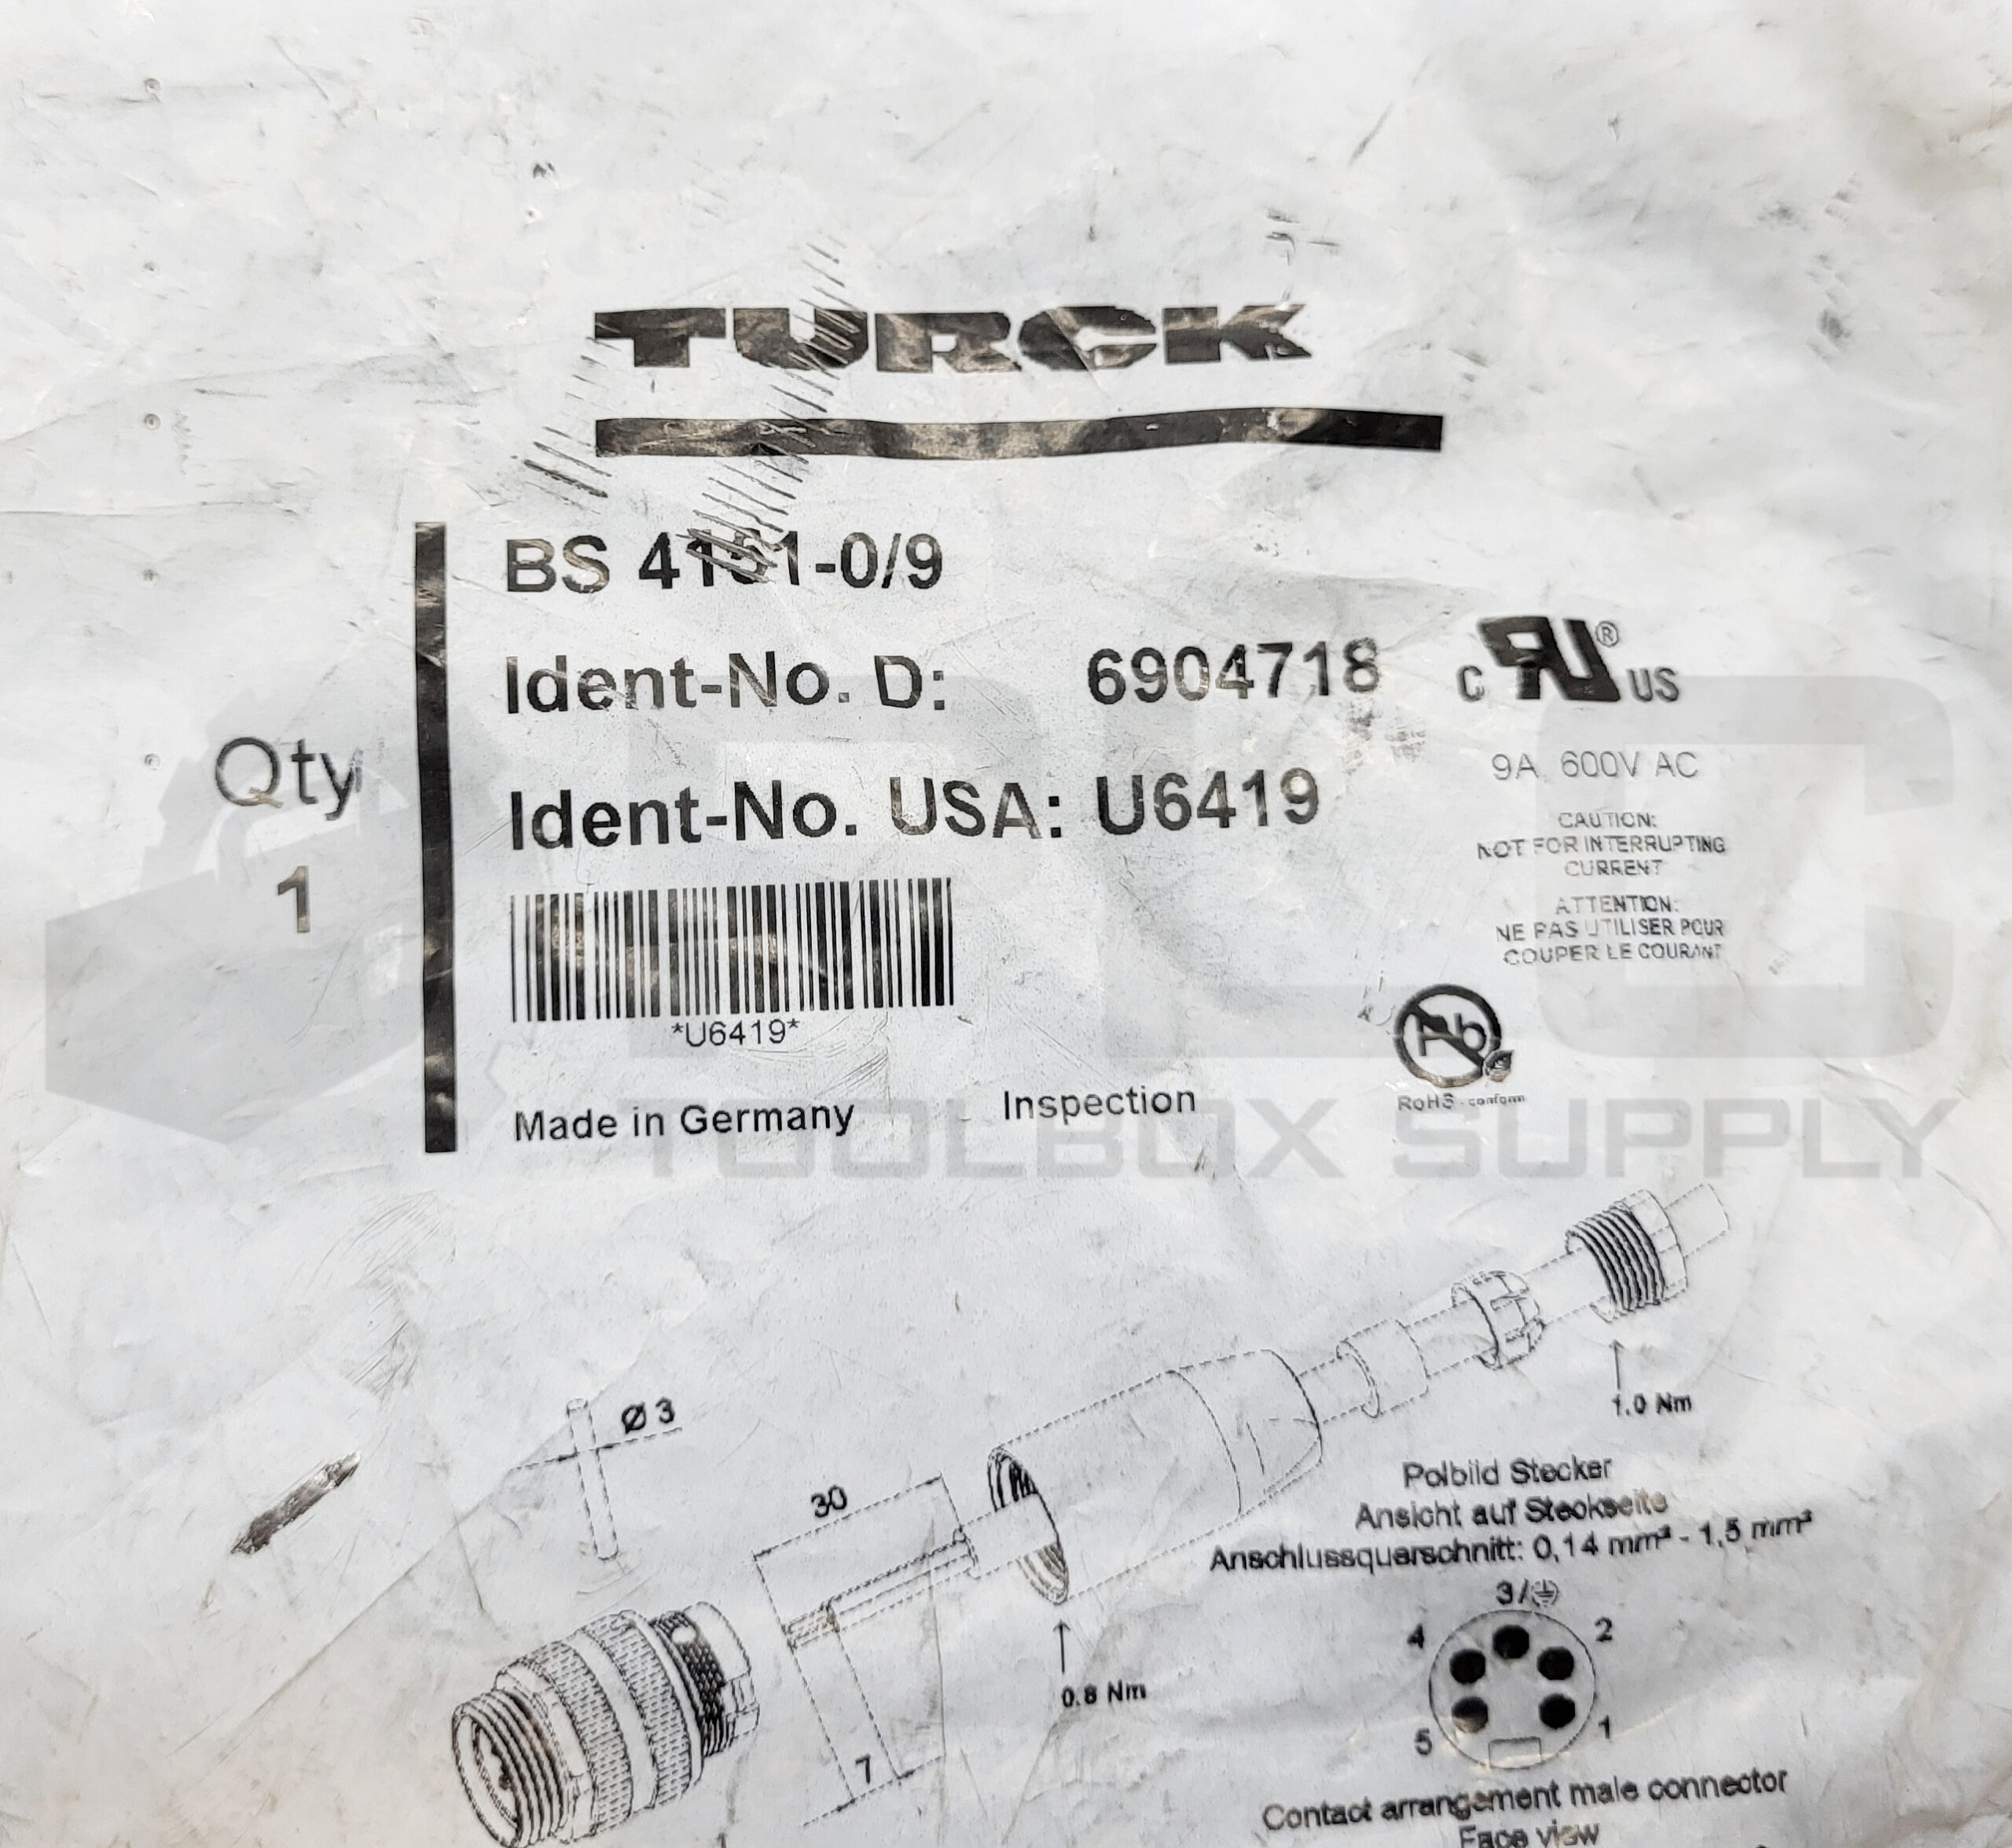 TURCK
BS 4151-0/9
Ident-No. D: 6904718
C RU ® US
Qty
1
Ident-No. USA: U6419
9A, 600V AC
CAUTION:
NOT FOR INTERRUPTING
CURRENT
ATTENTION:
NE PAS UTILISER POUR
COUPER LE COURANT
*U6419*
Pb
RoHS - conform
Made in Germany
Inspection
PLC
TOOLBOX SUPPLY
1.0 Nm
Ø 3
30
Polbild Stecker
Ansicht auf Steckseite
Anschlussquerschnitt: 0,14 mm² - 1,5 mm²
3/⏚
4
2
0.8 Nm
5
1
7
Contact arrangement male connector
Face view